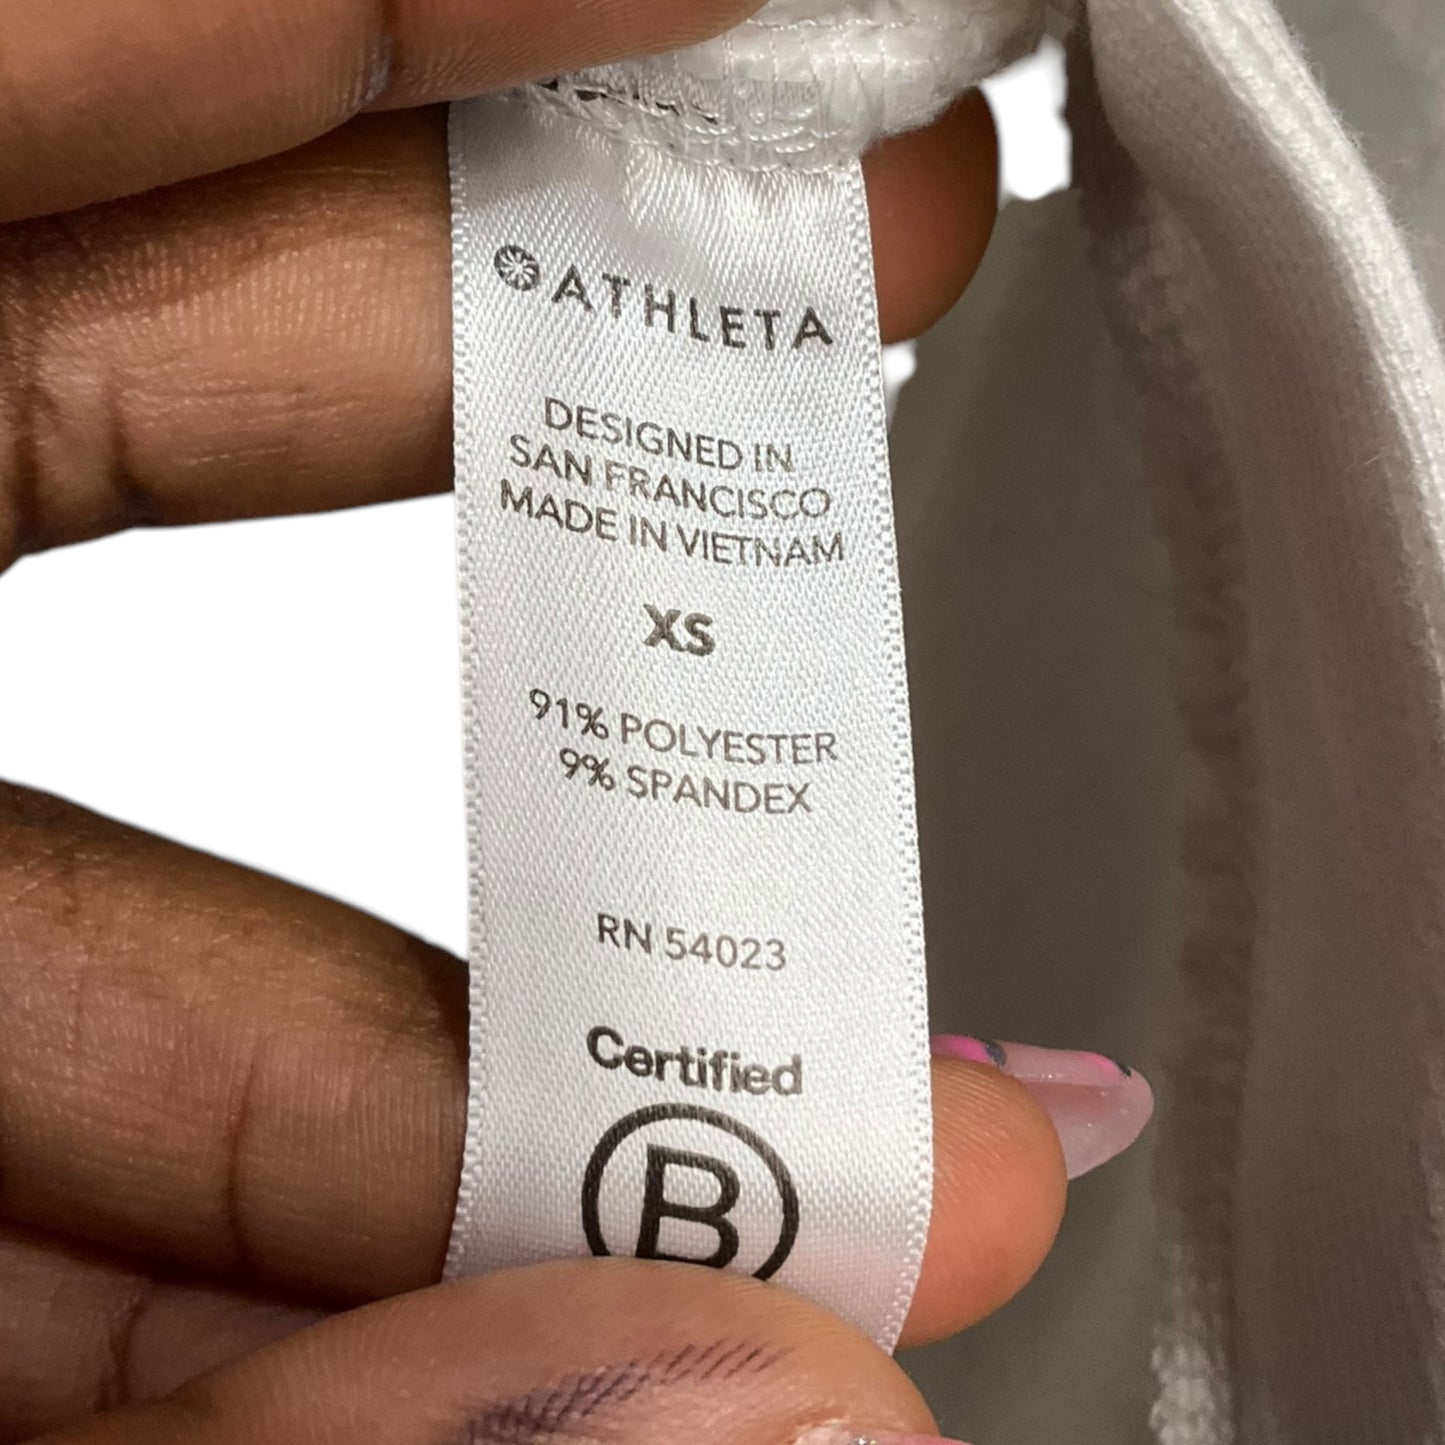 ATHLETA
DESIGNED IN
SAN FRANCISCO
MADE IN VIETNAM
XS
91% POLYESTER
9% SPANDEX
RN 54023
Certified
B